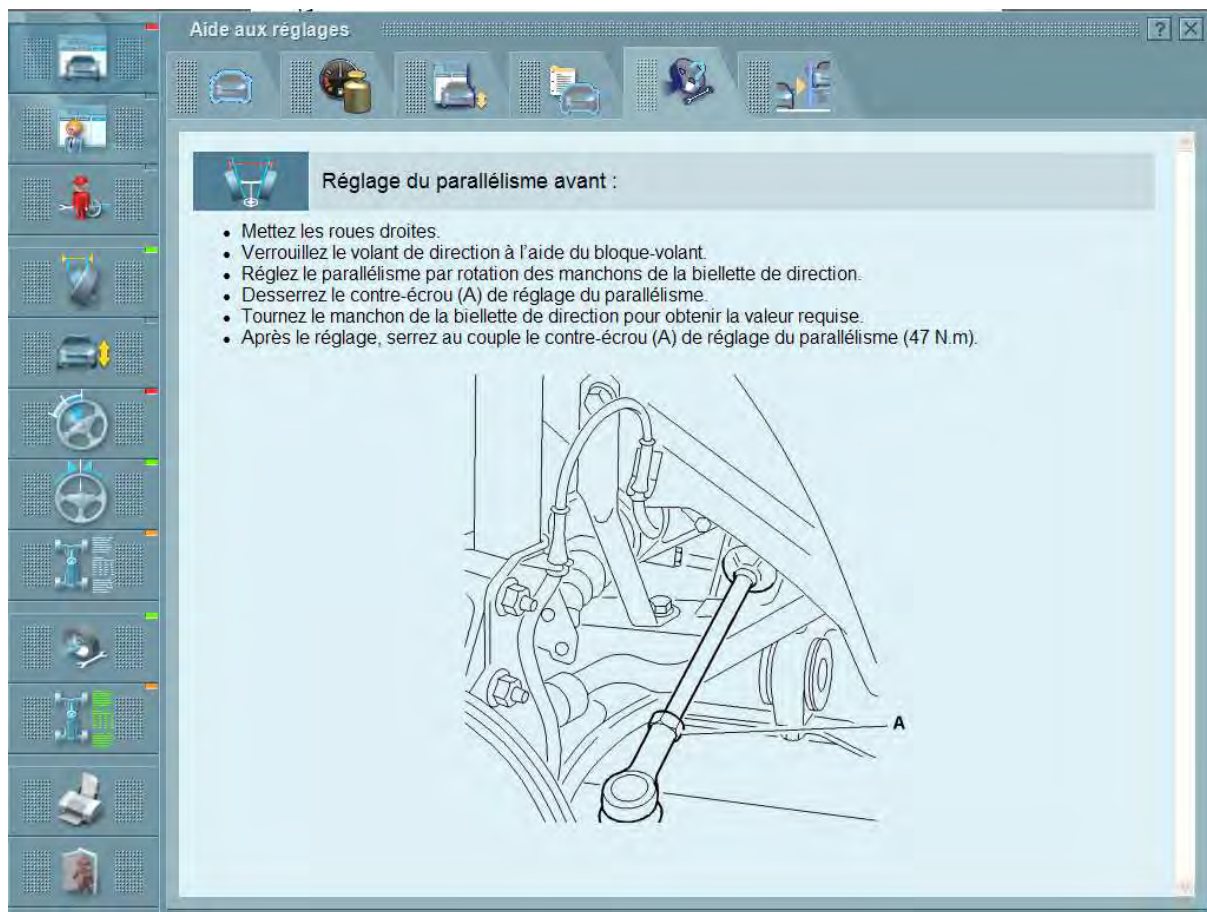 Aide aux réglages
Réglage du parallélisme avant :
• Mettez les roues droites.
• Verrouillez le volant de direction à l'aide du bloque-volant.
• Réglez le parallélisme par rotation des manchons de la biellette de direction.
• Desserrez le contre-écrou (A) de réglage du parallélisme.
• Tournez le manchon de la biellette de direction pour obtenir la valeur requise.
• Après le réglage, serrez au couple le contre-écrou (A) de réglage du parallélisme (47 N.m).
A